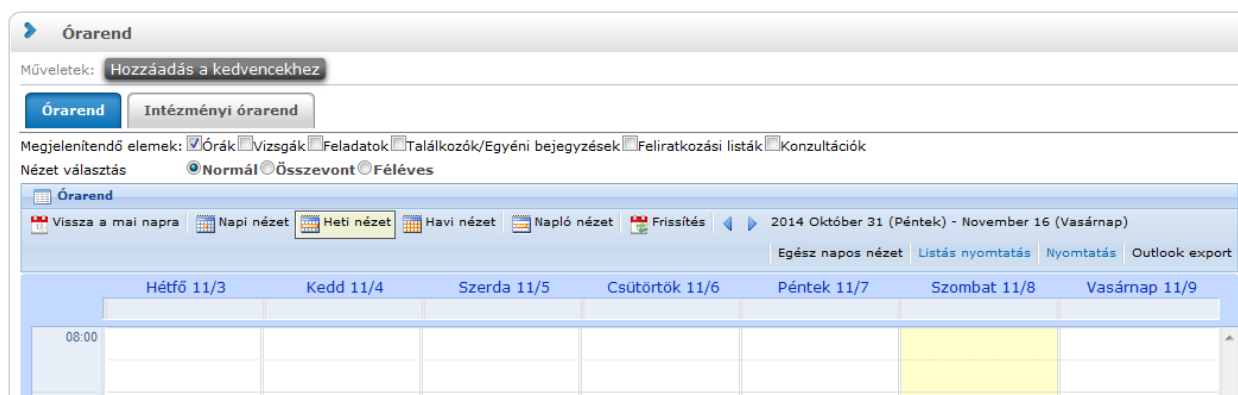 Órarend
Műveletek: Hozzáadás a kedvencekhez
Órarend Intézményi órarend
Megjelenítendő elemek: Órák Vizsgák Feladatok Találkozók/Egyéni bejegyzések Feliratkozási listák Konzultációk
Nézet választás Normál Összevont Féléves
Órarend
Vissza a mai napra Napi nézet Heti nézet Havi nézet Napló nézet Frissítés 2014 Október 31 (Péntek) - November 16 (Vasárnap)
Egész napos nézet Listás nyomtatás Nyomtatás Outlook export
Hétfő 11/3 Kedd 11/4 Szerda 11/5 Csütörtök 11/6 Péntek 11/7 Szombat 11/8 Vasárnap 11/9
08:00